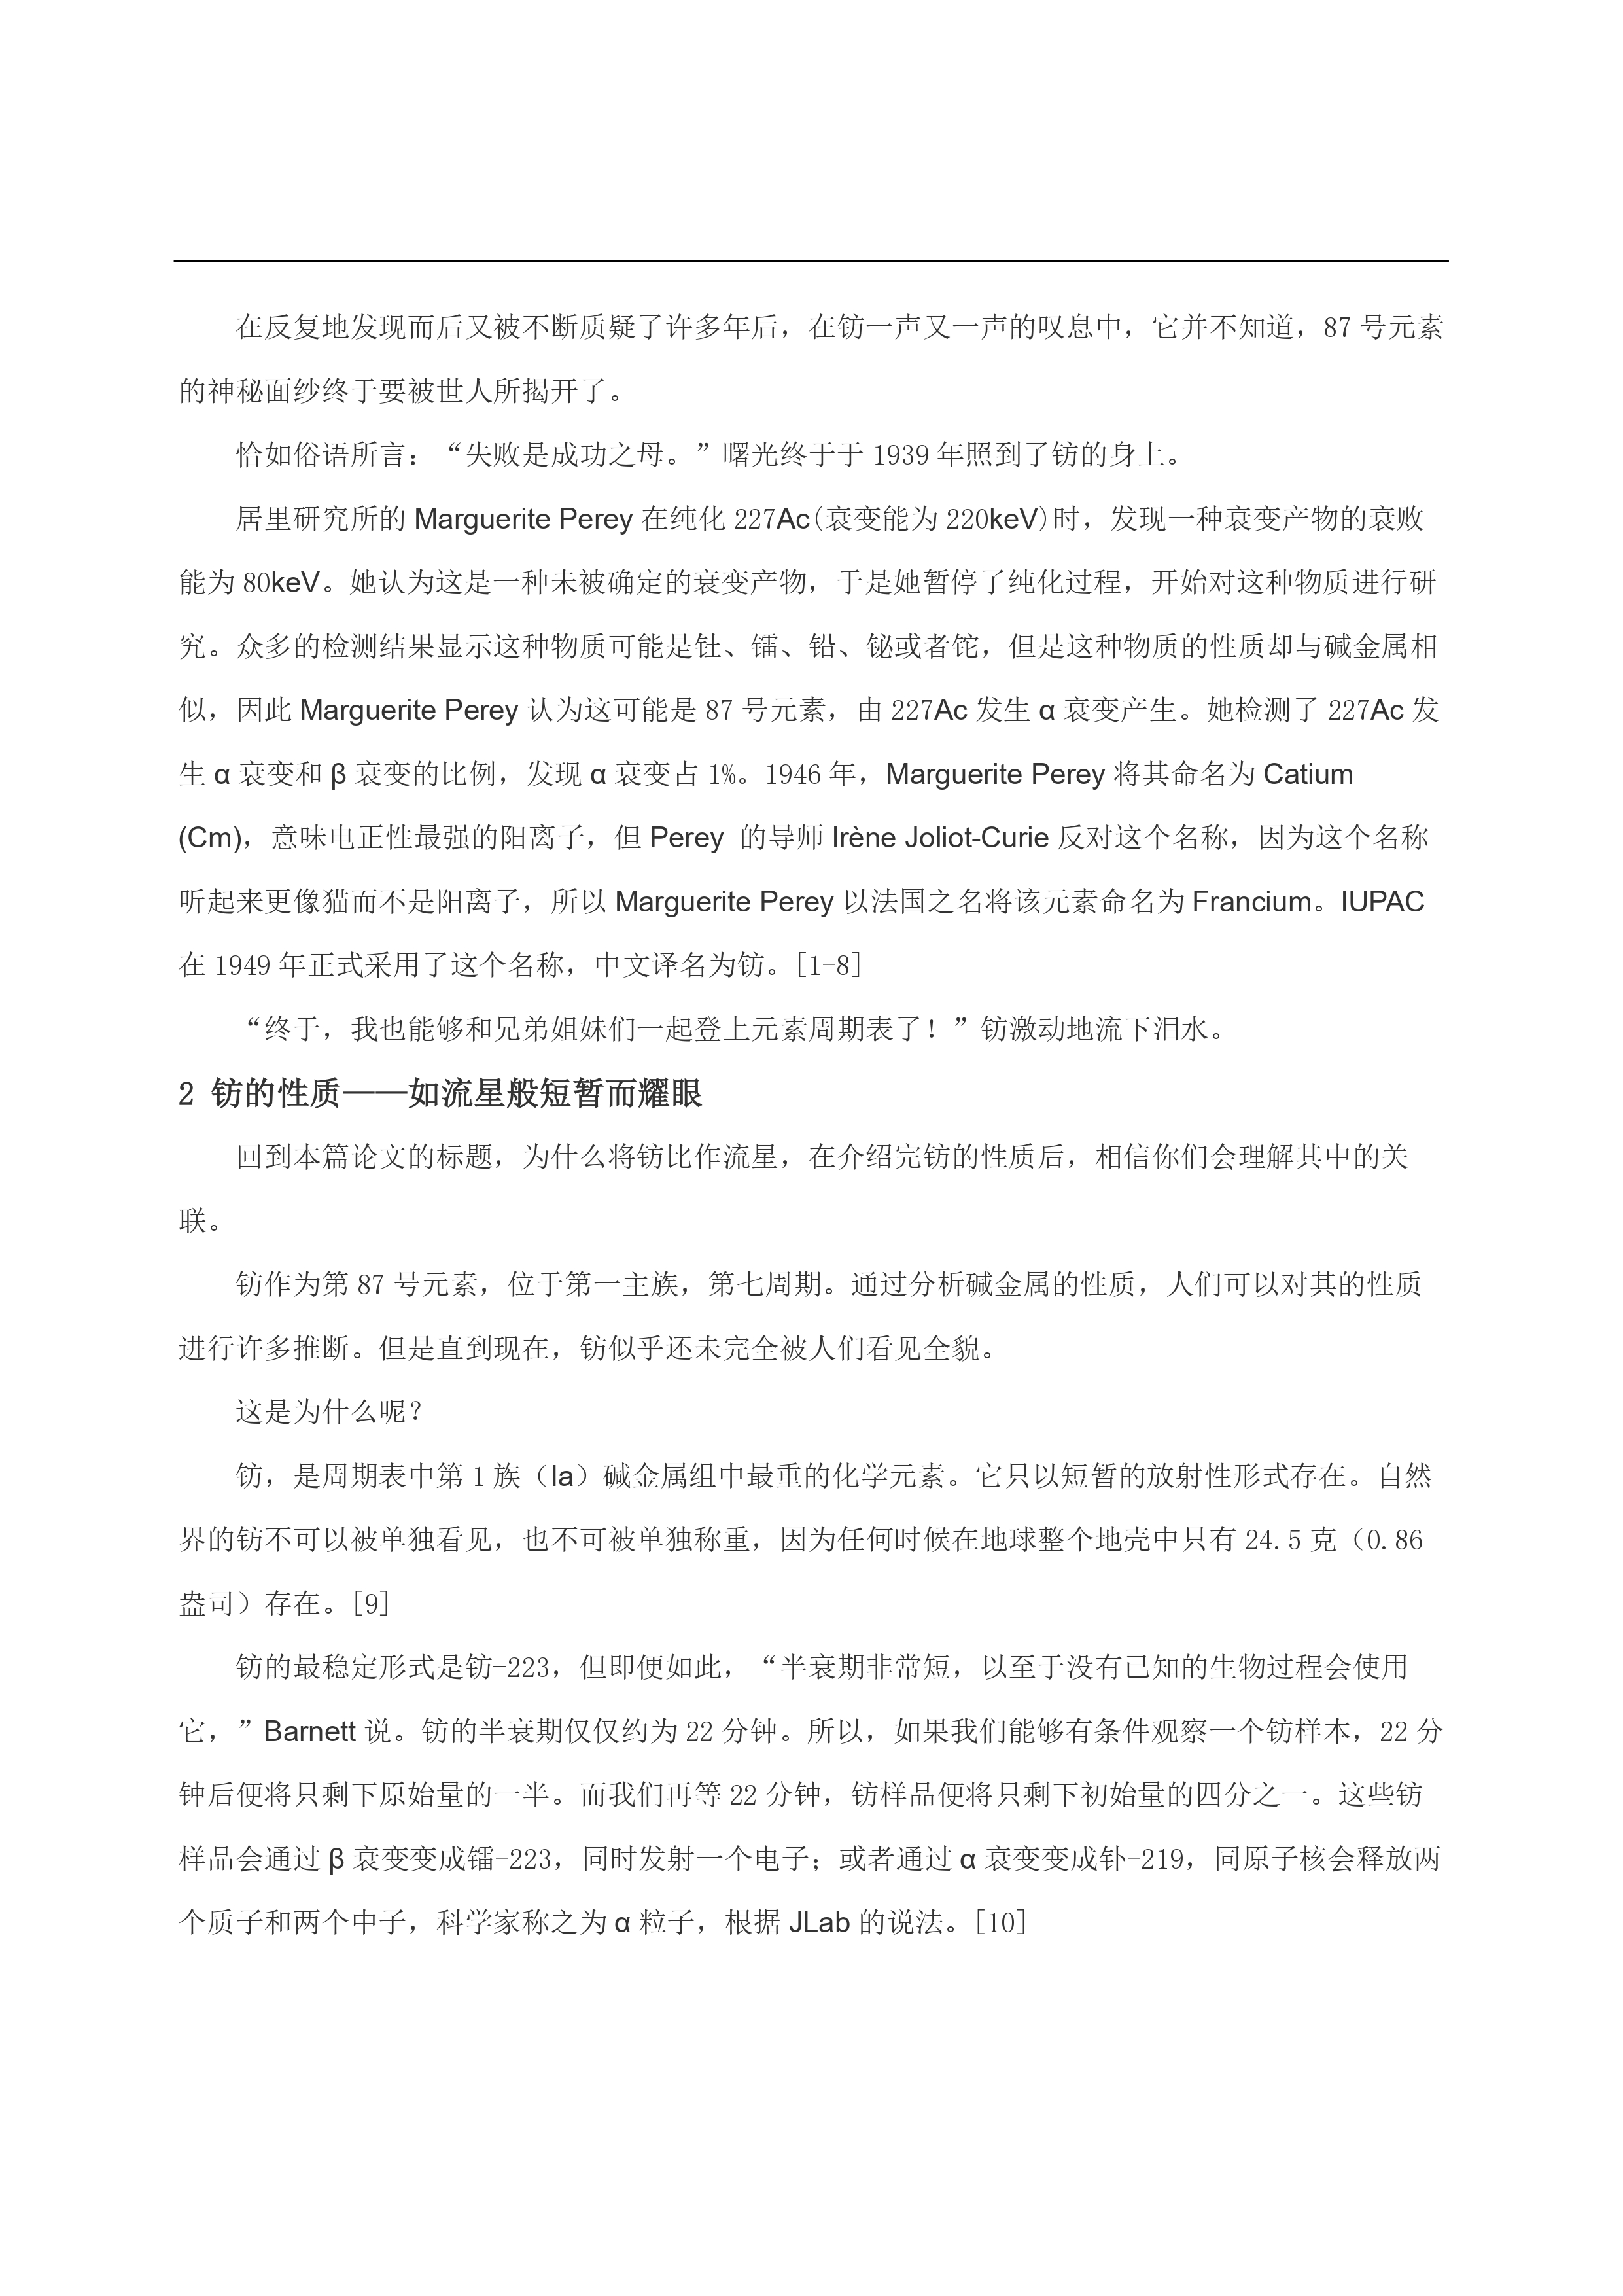 在反复地发现而后又被不断质疑了许多年后，在钫一声又一声的叹息中，它并不知道，87 号元素
的神秘面纱终于要被世人所揭开了。
恰如俗语所言：“失败是成功之母。”曙光终于于 1939 年照到了钫的身上。
居里研究所的 Marguerite Perey 在纯化 227Ac(衰变能为 220keV)时，发现一种衰变产物的衰败
能为 80keV。她认为这是一种未被确定的衰变产物，于是她暂停了纯化过程，开始对这种物质进行研
究。众多的检测结果显示这种物质可能是钍、镭、铅、铋或者铊，但是这种物质的性质却与碱金属相
似，因此 Marguerite Perey 认为这可能是 87 号元素，由 227Ac 发生 α 衰变产生。她检测了 227Ac 发
生 α 衰变和 β 衰变的比例，发现 α 衰变占 1%。1946 年，Marguerite Perey 将其命名为 Catium
(Cm)，意味电正性最强的阳离子，但 Perey 的导师 Irène Joliot-Curie 反对这个名称，因为这个名称
听起来更像猫而不是阳离子，所以 Marguerite Perey 以法国之名将该元素命名为 Francium。IUPAC
在 1949 年正式采用了这个名称，中文译名为钫。[1-8]
“终于，我也能够和兄弟姐妹们一起登上元素周期表了！”钫激动地流下泪水。
2 钫的性质——如流星般短暂而耀眼
回到本篇论文的标题，为什么将钫比作流星，在介绍完钫的性质后，相信你们会理解其中的关
联。
钫作为第 87 号元素，位于第一主族，第七周期。通过分析碱金属的性质，人们可以对其的性质
进行许多推断。但是直到现在，钫似乎还未完全被人们看见全貌。
这是为什么呢？
钫，是周期表中第 1 族（Ia）碱金属组中最重的化学元素。它只以短暂的放射性形式存在。自然
界的钫不可以被单独看见，也不可被单独称重，因为任何时候在地球整个地壳中只有 24.5 克（0.86
盎司）存在。[9]
钫的最稳定形式是钫-223，但即便如此，“半衰期非常短，以至于没有已知的生物过程会使用
它，”Barnett 说。钫的半衰期仅仅约为 22 分钟。所以，如果我们能够有条件观察一个钫样本，22 分
钟后便将只剩下原始量的一半。而我们再等 22 分钟，钫样品便将只剩下初始量的四分之一。这些钫
样品会通过 β 衰变变成镭-223，同时发射一个电子；或者通过 α 衰变变成钋-219，同原子核会释放两
个质子和两个中子，科学家称之为 α 粒子，根据 JLab 的说法。[10]